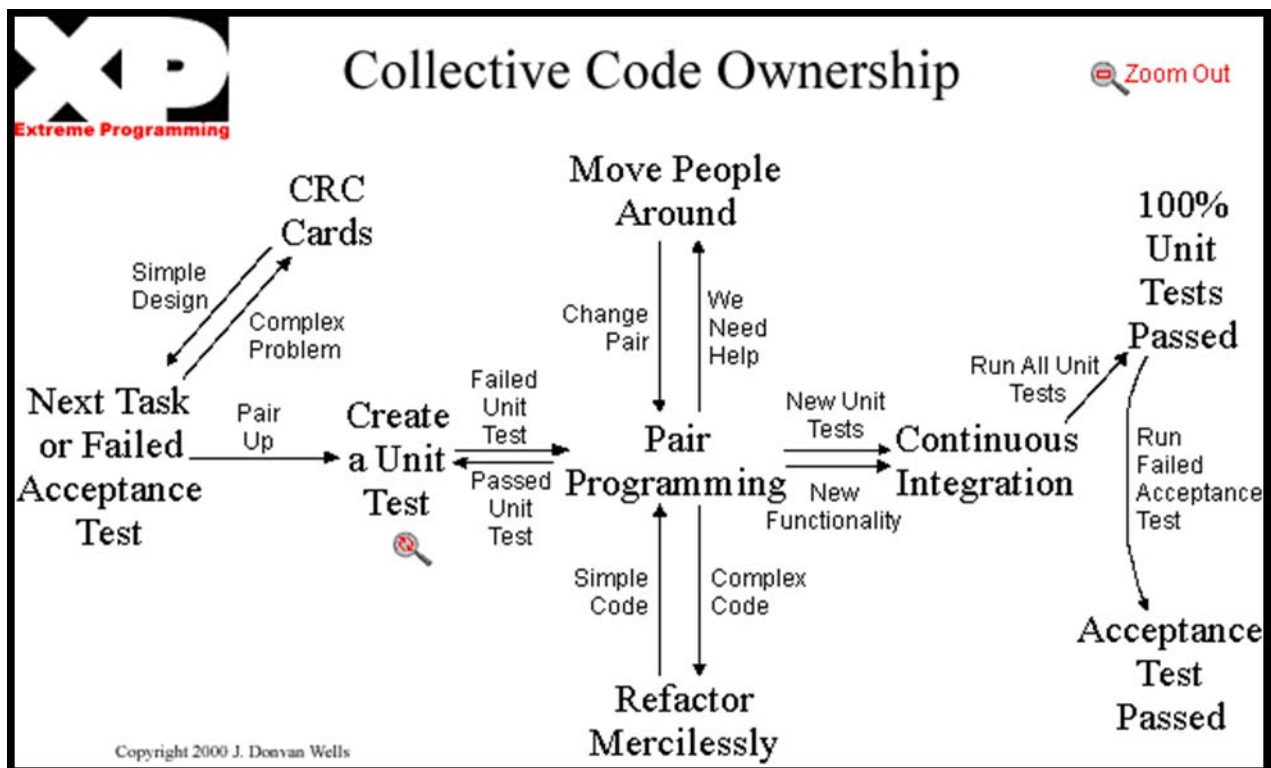 XP
Extreme Programming
Collective Code Ownership
Zoom Out
CRC
Cards
Move People
Around
100%
Unit
Tests
Passed
Simple
Design
Complex
Problem
Change
Pair
We
Need
Help
Run All Unit
Tests
Next Task
or Failed
Acceptance
Test
Pair
Up
Create
a Unit
Test
Failed
Unit
Test
Passed
Unit
Test
Pair
Programming
New Unit
Tests
New
Functionality
Continuous
Integration
Run
Failed
Acceptance
Test
Simple
Code
Complex
Code
Refactor
Mercilessly
Acceptance
Test
Passed
Copyright 2000 J. Donvan Wells